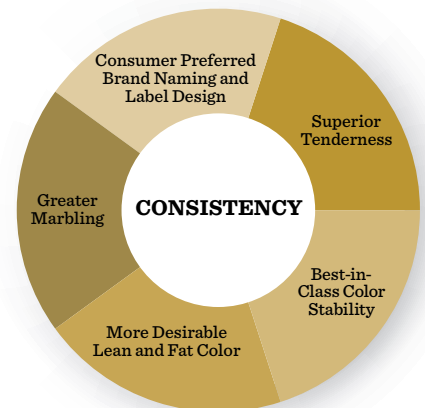 Consumer Preferred
Brand Naming and
Label Design
Superior
Tenderness
Greater
Marbling
CONSISTENCY
Best-in-
Class Color
Stability
More Desirable
Lean and Fat Color